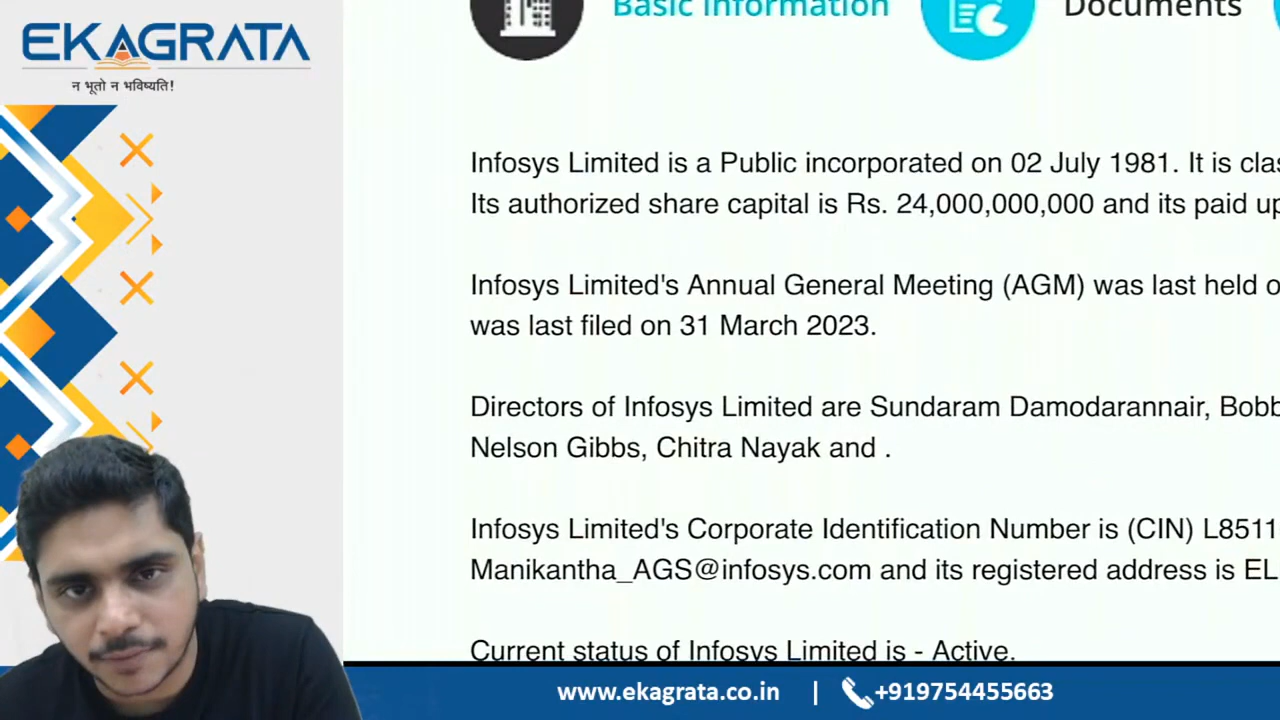 EKAGRATA
न भूतो न भविष्यति!
Basic Information
Documents
Infosys Limited is a Public incorporated on 02 July 1981. It is
Its authorized share capital is Rs. 24,000,000,000 and its paid up
Infosys Limited's Annual General Meeting (AGM) was last held
was last filed on 31 March 2023.
Directors of Infosys Limited are Sundaram Damodarannair,
Nelson Gibbs, Chitra Nayak and .
Infosys Limited's Corporate Identification Number is (CIN) L8511
Manikantha_AGS@infosys.com and its registered address is EL
Current status of Infosys Limited is - Active.
www.ekagrata.co.in | +919754455663